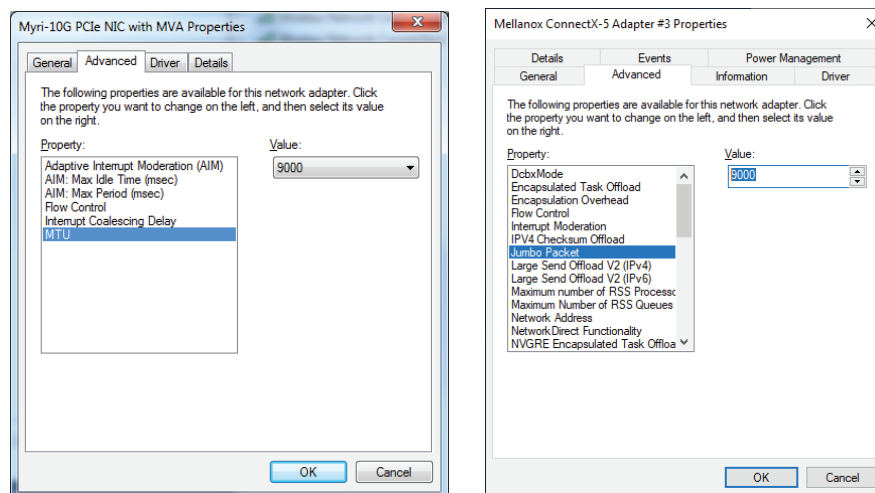 Myri-10G PCIe NIC with MVA Properties
General Advanced Driver Details
The following properties are available for this network adapter. Click
the property you want to change on the left, and then select its value
on the right.
Property:
Value:
Adaptive Interrupt Moderation (AIM)
AIM: Max Idle Time (msec)
AIM: Max Period (msec)
Flow Control
Interrupt Coalescing Delay
MTU
9000
OK Cancel
Mellanox ConnectX-5 Adapter #3 Properties
Details Events Power Management
General Advanced Information Driver
The following properties are available for this network adapter. Click
the property you want to change on the left, and then select its value
on the right.
Property:
Value:
DcbxMode
Encapsulated Task Offload
Encapsulation Overhead
Flow Control
Interrupt Moderation
IPV4 Checksum Offload
Jumbo Packet
Large Send Offload V2 (IPv4)
Large Send Offload V2 (IPv6)
Maximum number of RSS Processc
Maximum Number of RSS Queues
Network Address
NetworkDirect Functionality
NVGRE Encapsulated Task Offloa
9000
OK Cancel